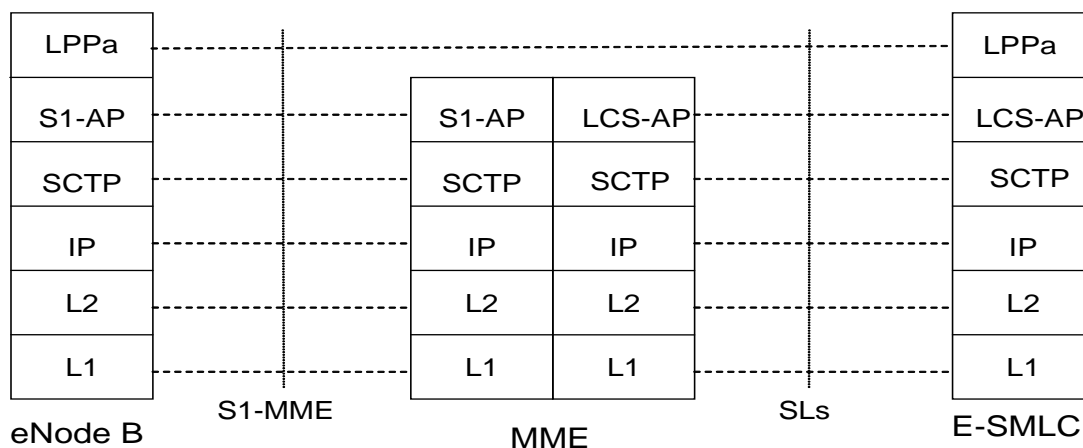 LPPa LPPa
S1-AP S1-AP LCS-AP LCS-AP
SCTP SCTP SCTP SCTP
IP IP IP IP
L2 L2 L2 L2
L1 L1 L1 L1
S1-MME SLs
eNode B MME E-SMLC